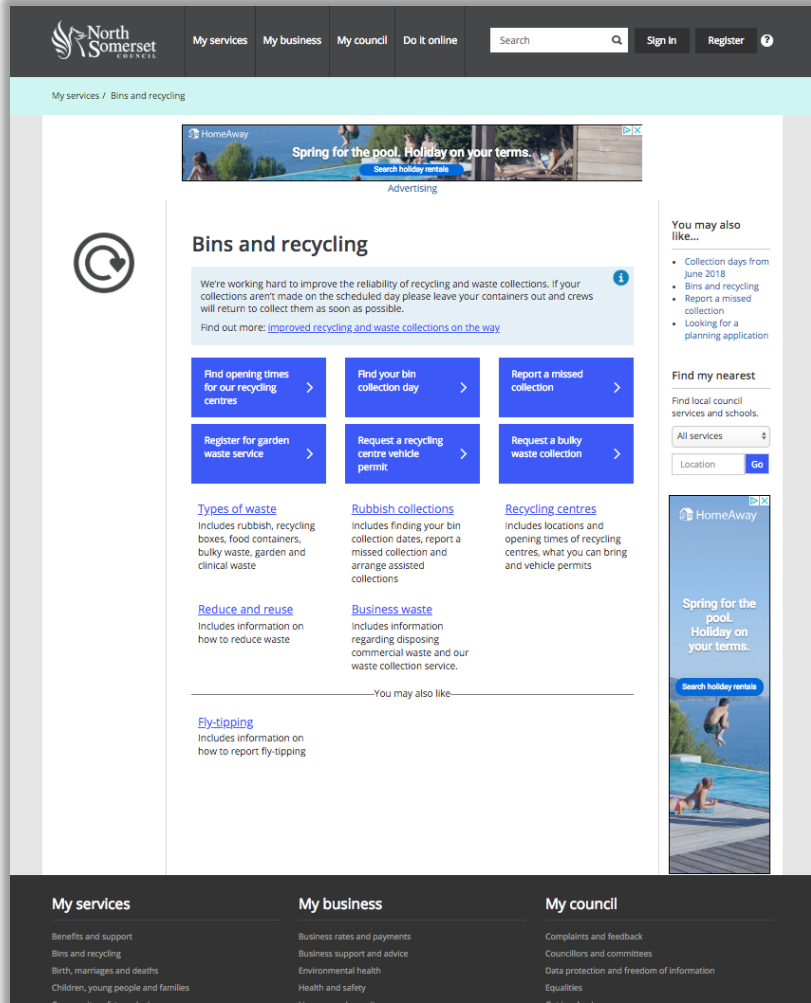 North
Somerset
COUNCIL
My services
My business
My council
Do it online
Search
Sign In
Register
?
My services / Bins and recycling
HomeAway
Spring for the pool. Holiday on your terms.
Search holiday rentals
Advertising
Bins and recycling
We're working hard to improve the reliability of recycling and waste collections. If your
collections aren't made on the scheduled day please leave your containers out and crews
will return to collect them as soon as possible.
Find out more: improved recycling and waste collections on the way
Find opening times
for our recycling
centres
Find your bin
collection day
Report a missed
collection
Register for garden
waste service
Request a recycling
centre vehicle
permit
Request a bulky
waste collection
Types of waste
Includes rubbish, recycling
boxes, food containers,
bulky waste, garden and
clinical waste
Rubbish collections
Includes finding your bin
collection dates, report a
missed collection and
arrange assisted
collections
Recycling centres
Includes locations and
opening times of recycling
centres, what you can bring
and vehicle permits
Reduce and reuse
Includes information on
how to reduce waste
Business waste
Includes information
regarding disposing
commercial waste and our
waste collection service.
You may also like
Fly-tipping
Includes information on
how to report fly-tipping
You may also
like...
Collection days from
June 2018
Bins and recycling
Report a missed
collection
Looking for a
planning application
Find my nearest
Find local council
services and schools.
All services
Location
Go
HomeAway
Spring for the
pool.
Holiday on
your terms.
Search holiday rentals
My services
Benefits and support
Bins and recycling
Birth, marriages and deaths
Children, young people and families
My business
Business rates and payments
Business support and advice
Environmental health
Health and safety
My council
Complaints and feedback
Councillors and committees
Data protection and freedom of information
Equalities